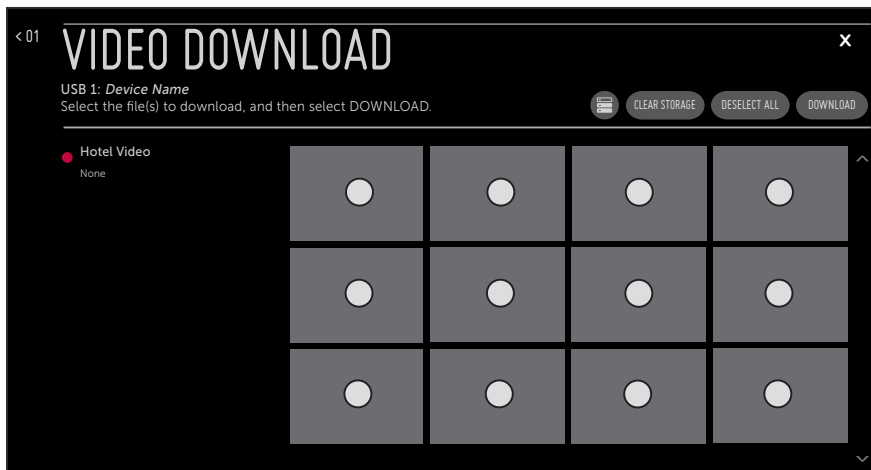 < 01
VIDEO DOWNLOAD
X
USB 1: Device Name
Select the file(s) to download, and then select DOWNLOAD.
CLEAR STORAGE
DESELECT ALL
DOWNLOAD
Hotel Video
None